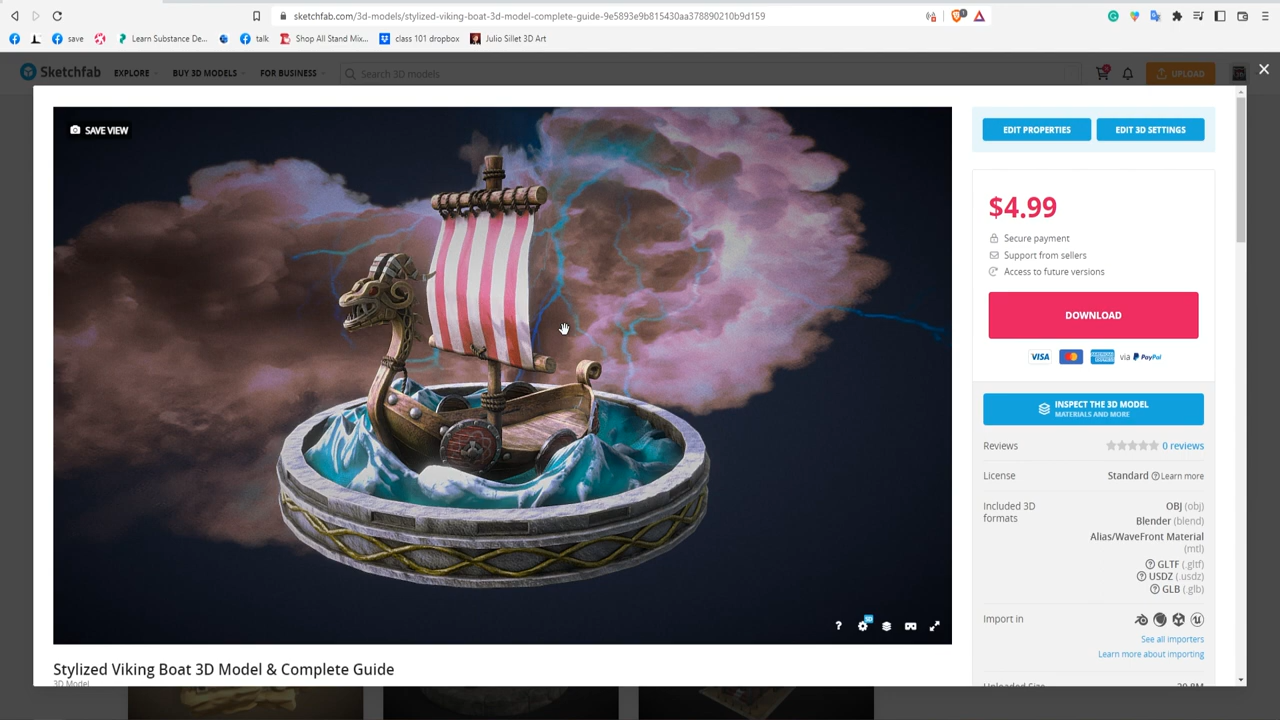 sketchfab.com/3d-models/stylized-viking-boat-3d-model-complete-guide-9e5893e9b815430aa378890210b9d159
save
Learn Substance De...
talk
Shop All Stand Mix...
class 101 dropbox
Julio Sillet 3D Art
Sketchfab
EXPLORE
BUY 3D MODELS
FOR BUSINESS
Search 3D models
UPLOAD
SAVE VIEW
EDIT PROPERTIES
EDIT 3D SETTINGS
$4.99
Secure payment
Support from sellers
Access to future versions
DOWNLOAD
VISA
via PayPal
INSPECT THE 3D MODEL
MATERIALS AND MORE
Reviews
0 reviews
License
Standard
Learn more
Included 3D
formats
OBJ (obj)
Blender (blend)
Alias/WaveFront Material
(mtl)
GLTF (.gltf)
USDZ (.usdz)
GLB (.glb)
Import in
See all importers
Learn more about importing
HD
Stylized Viking Boat 3D Model & Complete Guide
3D Model